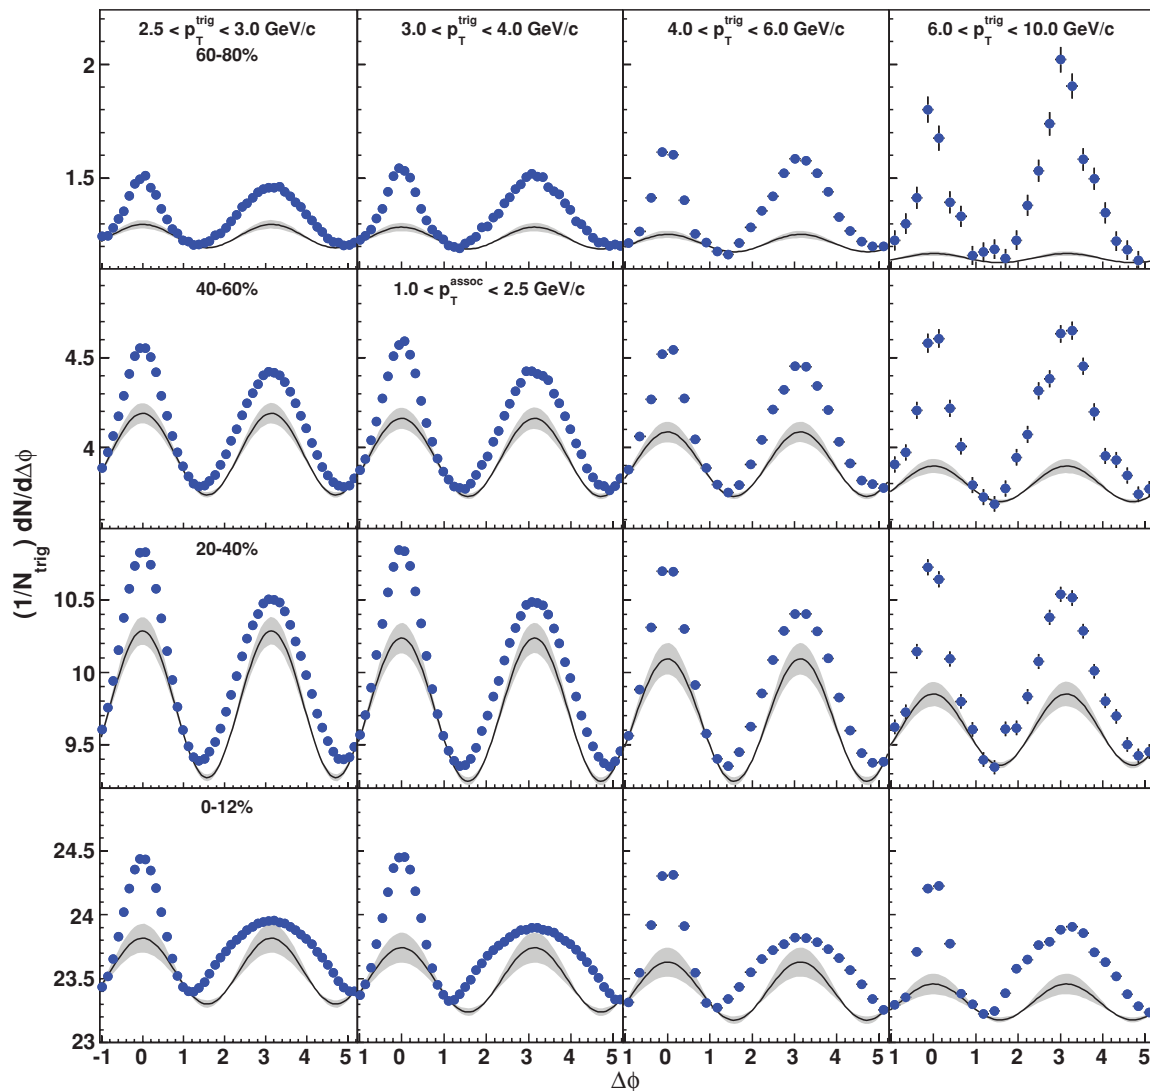 2.5 < p_T^trig < 3.0 GeV/c
3.0 < p_T^trig < 4.0 GeV/c
4.0 < p_T^trig < 6.0 GeV/c
6.0 < p_T^trig < 10.0 GeV/c
60-80%
2
1.5
40-60%
1.0 < p_T^assoc < 2.5 GeV/c
4.5
4
(1/N_trig) dN/dΔϕ
20-40%
10.5
10
9.5
0-12%
24.5
24
23.5
23
-1 0 1 2 3 4 5 1 0 1 2 3 4 5 1 0 1 2 3 4 5 1 0 1 2 3 4 5
Δϕ